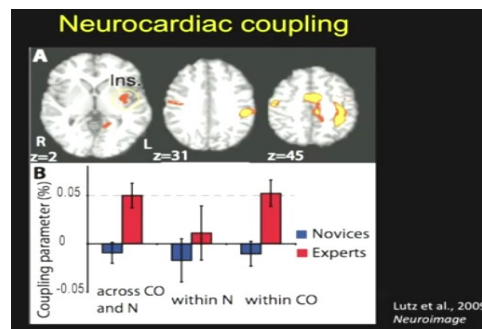 Neurocardiac coupling
A
Ins.
R
L
z=2
z=31
z=45
B
Coupling parameter (%)
0.05
0
-0.05
Novices
Experts
across CO
and N
within N
within CO
Lutz et al., 2009
Neuroimage